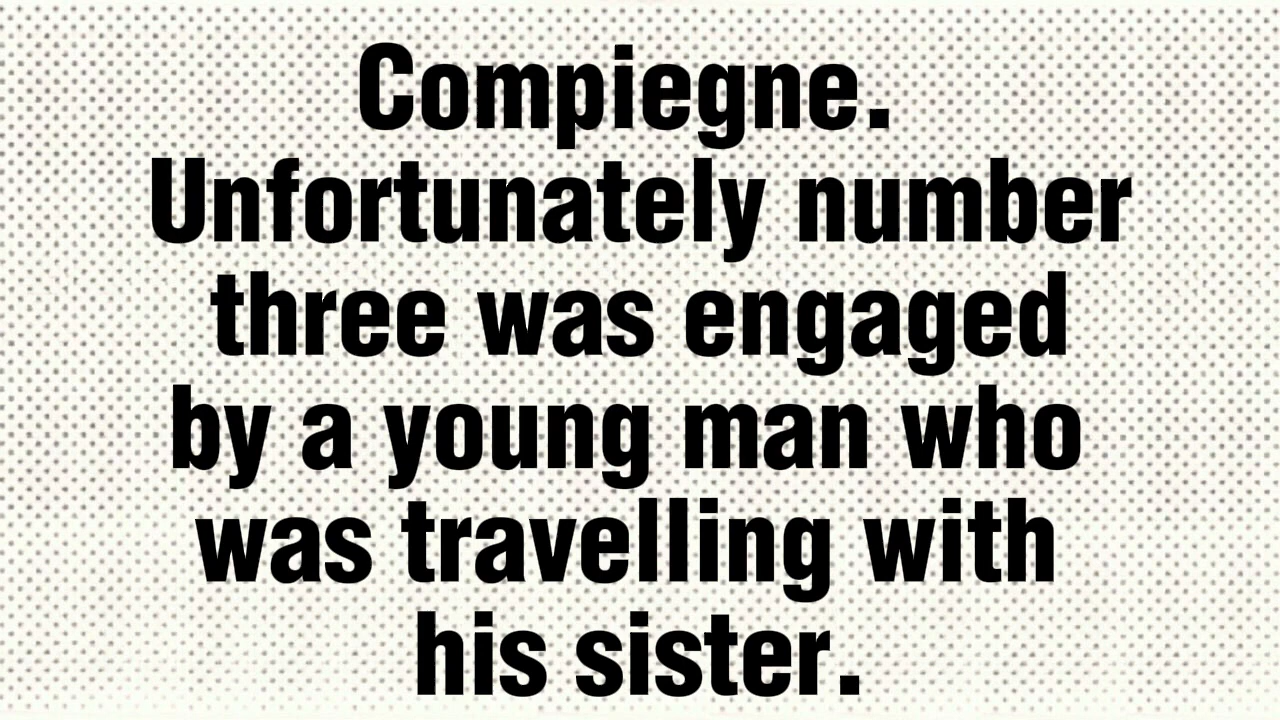 Compiegne.
Unfortunately number
three was engaged
by a young man who
was travelling with
his sister.